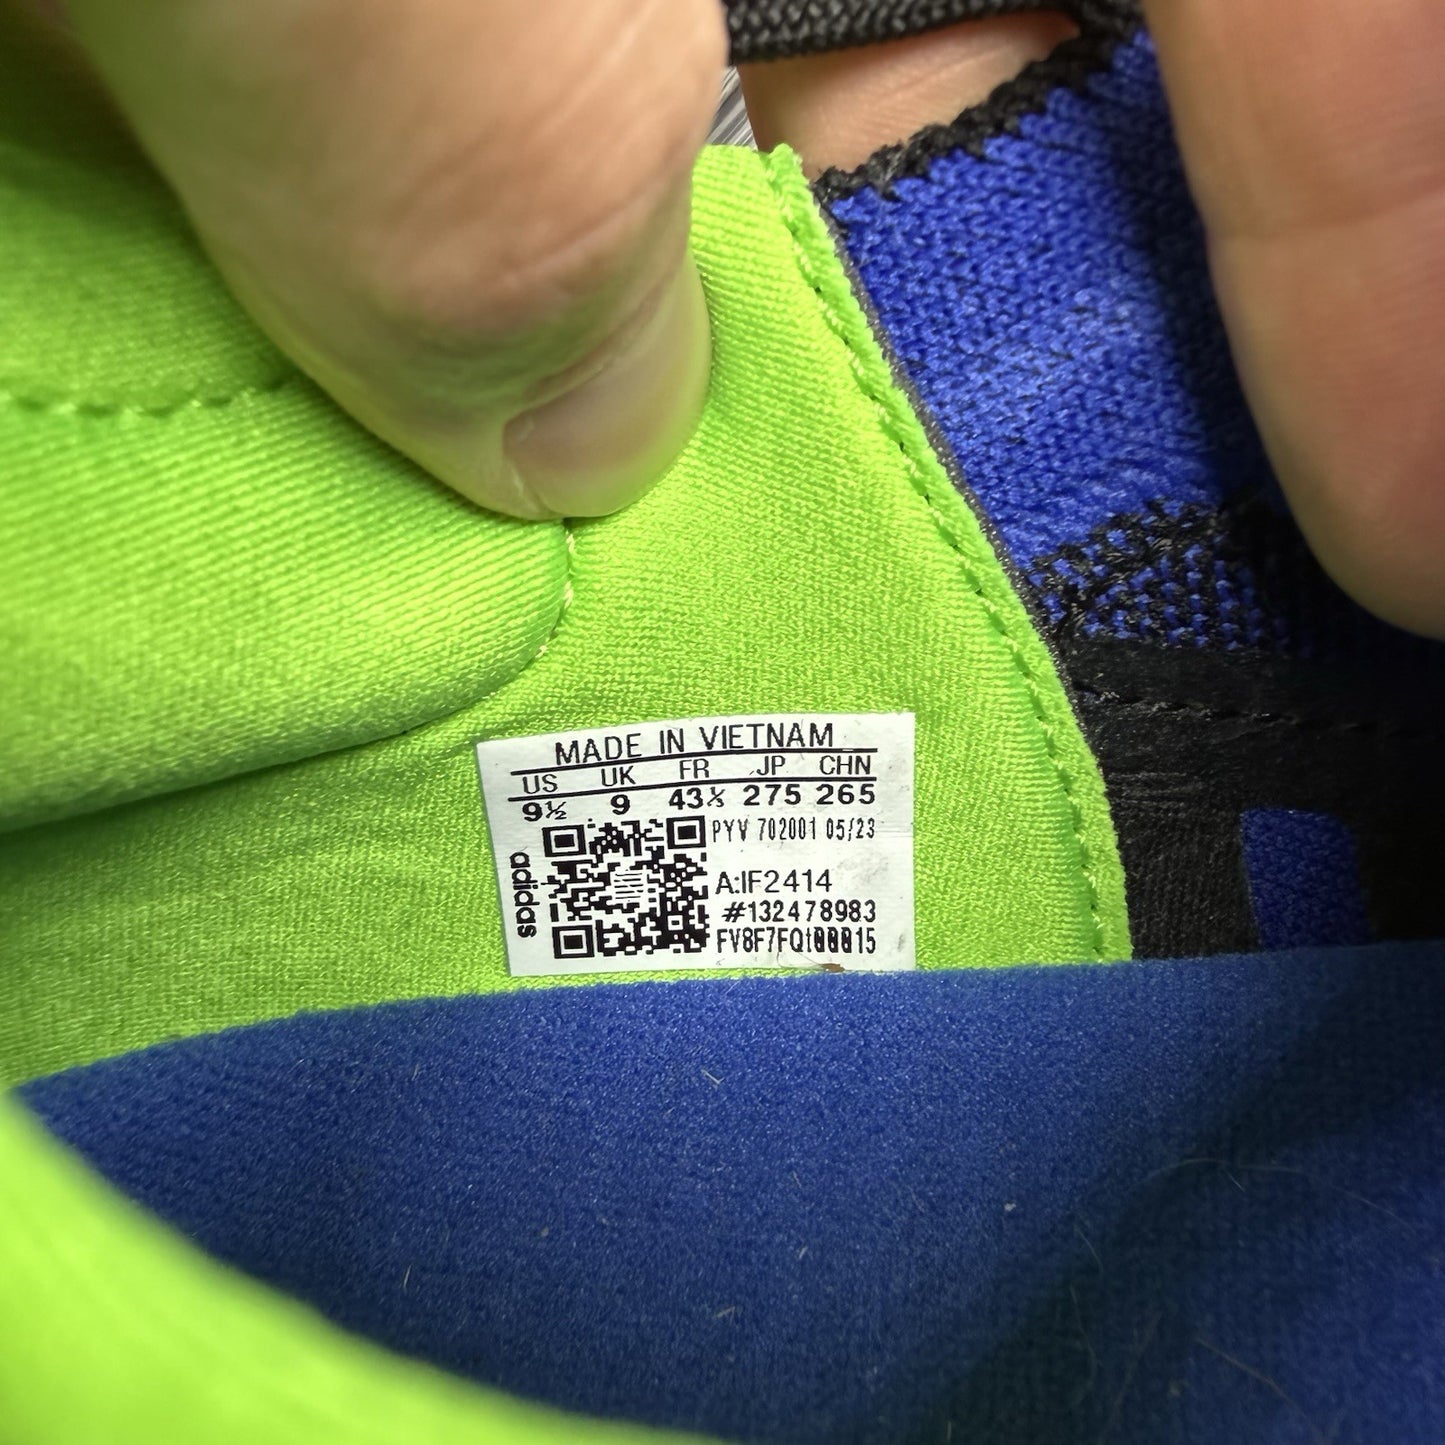 MADE IN VIETNAM
US UK FR JP CHN
9½ 9 43⅓ 275 265
PYV 702001 05/23
A:IF2414
#132478983
adidas